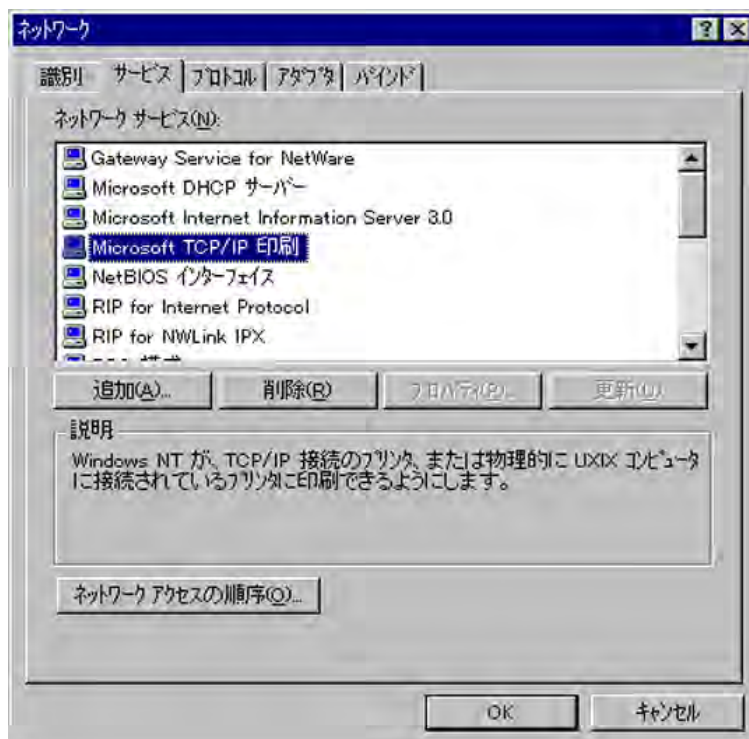 ネットワーク
識別 サービス プロトコル アダプタ バインド
ネットワーク サービス(N):
Gateway Service for NetWare
Microsoft DHCP サーバー
Microsoft Internet Information Server 3.0
Microsoft TCP/IP 印刷
NetBIOS インターフェイス
RIP for Internet Protocol
RIP for NWLink IPX
追加(A)... 削除(R) プロパティ(P)... 更新(U)
説明
Windows NT が、TCP/IP 接続のプリンタ、または物理的に UXIX コンピュータ
に接続されているプリンタに印刷できるようにします。
ネットワーク アクセスの順序(O)...
OK キャンセル